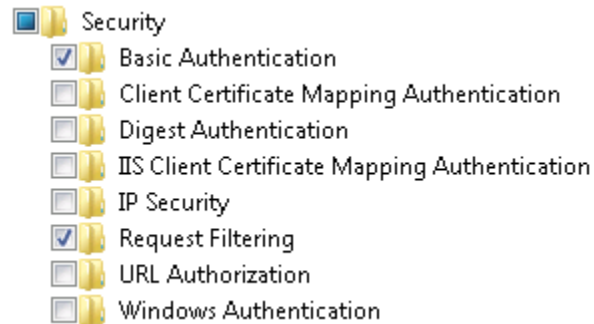 Security
Basic Authentication
Client Certificate Mapping Authentication
Digest Authentication
IIS Client Certificate Mapping Authentication
IP Security
Request Filtering
URL Authorization
Windows Authentication